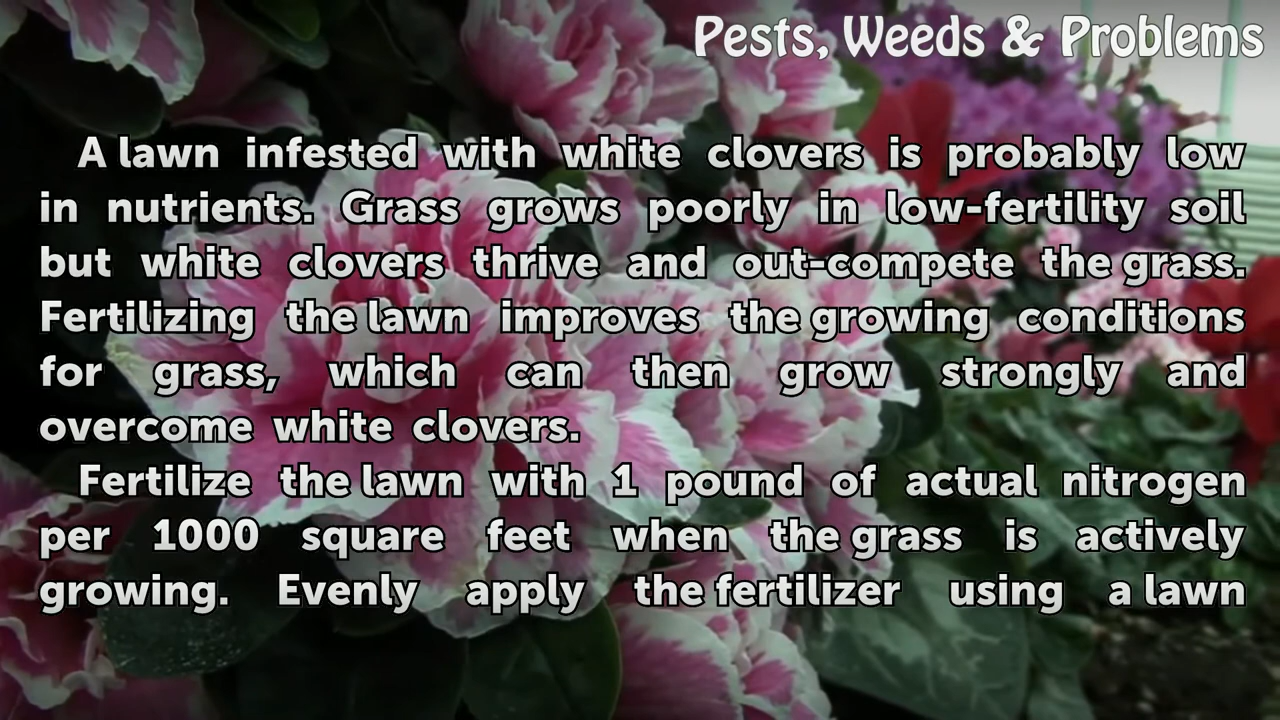 Pests, Weeds & Problems
A lawn infested with white clovers is probably low
in nutrients. Grass grows poorly in low-fertility soil
but white clovers thrive and out-compete the grass.
Fertilizing the lawn improves the growing conditions
for grass, which can then grow strongly and
overcome white clovers.
Fertilize the lawn with 1 pound of actual nitrogen
per 1000 square feet when the grass is actively
growing. Evenly apply the fertilizer using a lawn